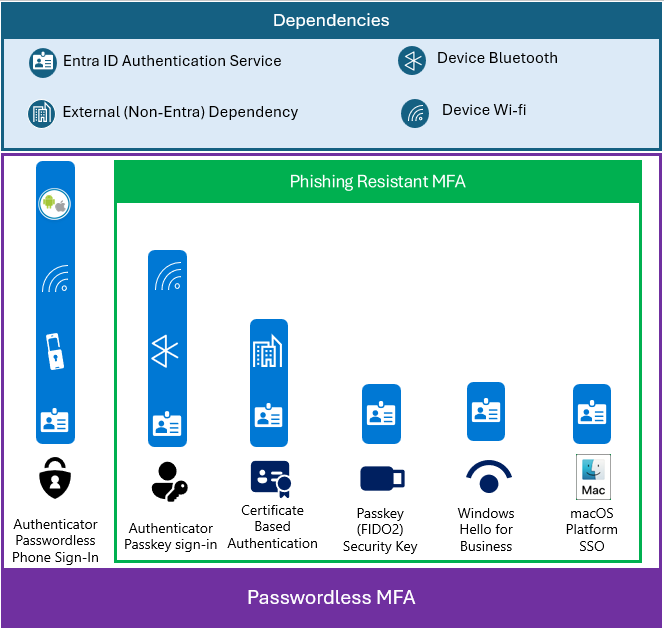 Dependencies
Entra ID Authentication Service
Device Bluetooth
External (Non-Entra) Dependency
Device Wi-fi
Phishing Resistant MFA
Authenticator
Passwordless
Phone Sign-In
Authenticator
Passkey sign-in
Certificate
Based
Authentication
Passkey
(FIDO2)
Security Key
Windows
Hello for
Business
Mac
macOS
Platform
SSO
Passwordless MFA